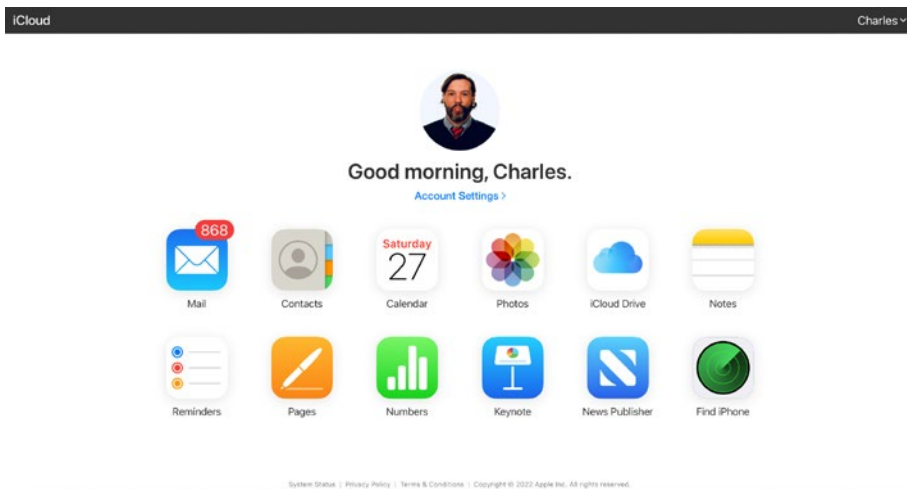 iCloud Charles
Good morning, Charles.
Account Settings >
868
Saturday
27
Mail Contacts Calendar Photos iCloud Drive Notes
Reminders Pages Numbers Keynote News Publisher Find iPhone
System Status | Privacy Policy | Terms & Conditions | Copyright © 2022 Apple Inc. All rights reserved.